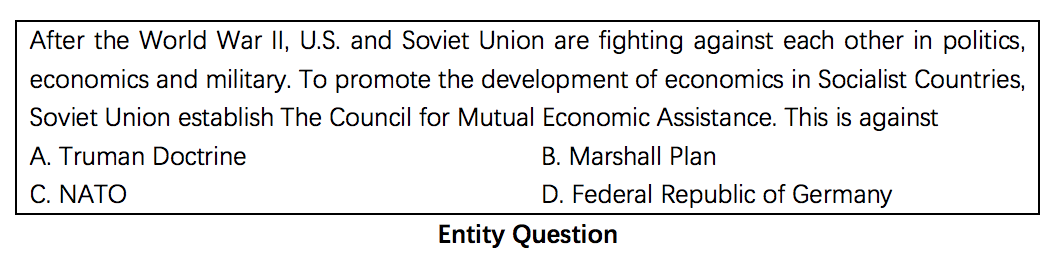 After the World War II, U.S. and Soviet Union are fighting against each other in politics,
economics and military. To promote the development of economics in Socialist Countries,
Soviet Union establish The Council for Mutual Economic Assistance. This is against
A. Truman Doctrine B. Marshall Plan
C. NATO D. Federal Republic of Germany
Entity Question